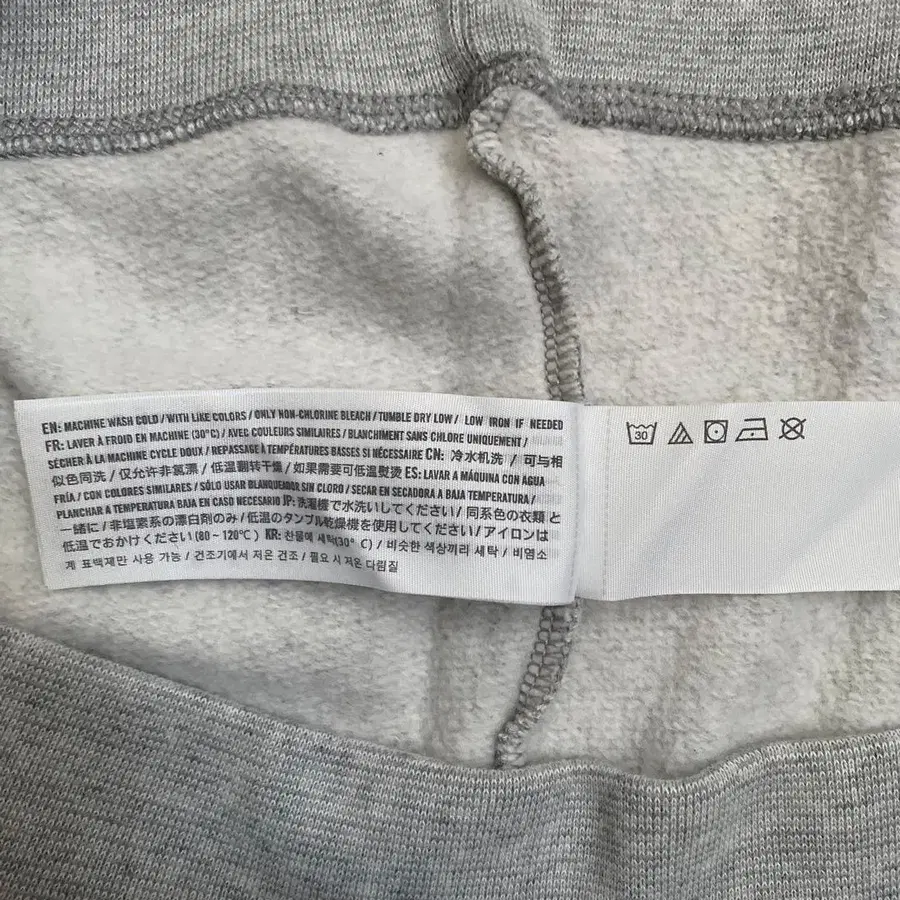 EN: MACHINE WASH COLD / WITH LIKE COLORS / ONLY NON-CHLORINE BLEACH / TUMBLE DRY LOW / LOW IRON IF NEEDED
FR: LAVER À FROID EN MACHINE (30°C) / AVEC COULEURS SIMILAIRES / BLANCHIMENT SANS CHLORE UNIQUEMENT /
SÉCHER À LA MACHINE CYCLE DOUX / REPASSAGE À TEMPÉRATURES BASSES SI NÉCESSAIRE CN: 冷水机洗 / 可与相
似色同洗 / 仅允许非氯漂 / 低温翻转干燥 / 如果需要可低温熨烫 ES: LAVAR A MÁQUINA CON AGUA
FRÍA / CON COLORES SIMILARES / SÓLO USAR BLANQUEADOR SIN CLORO / SECAR EN SECADORA A BAJA TEMPERATURA /
PLANCHAR A TEMPERATURA BAJA EN CASO NECESARIO JP: 洗濯機で水洗いしてください / 同系色の衣類と
一緒に / 非塩素系の漂白剤のみ / 低温のタンブル乾燥機を使用してください / アイロンは
低温でおかけください (80~120°C) KR: 찬물에 세탁(30° C) / 비슷한 색상끼리 세탁 / 비염소
계 표백제만 사용 가능 / 건조기에서 저온 건조 / 필요 시 저온 다림질
30